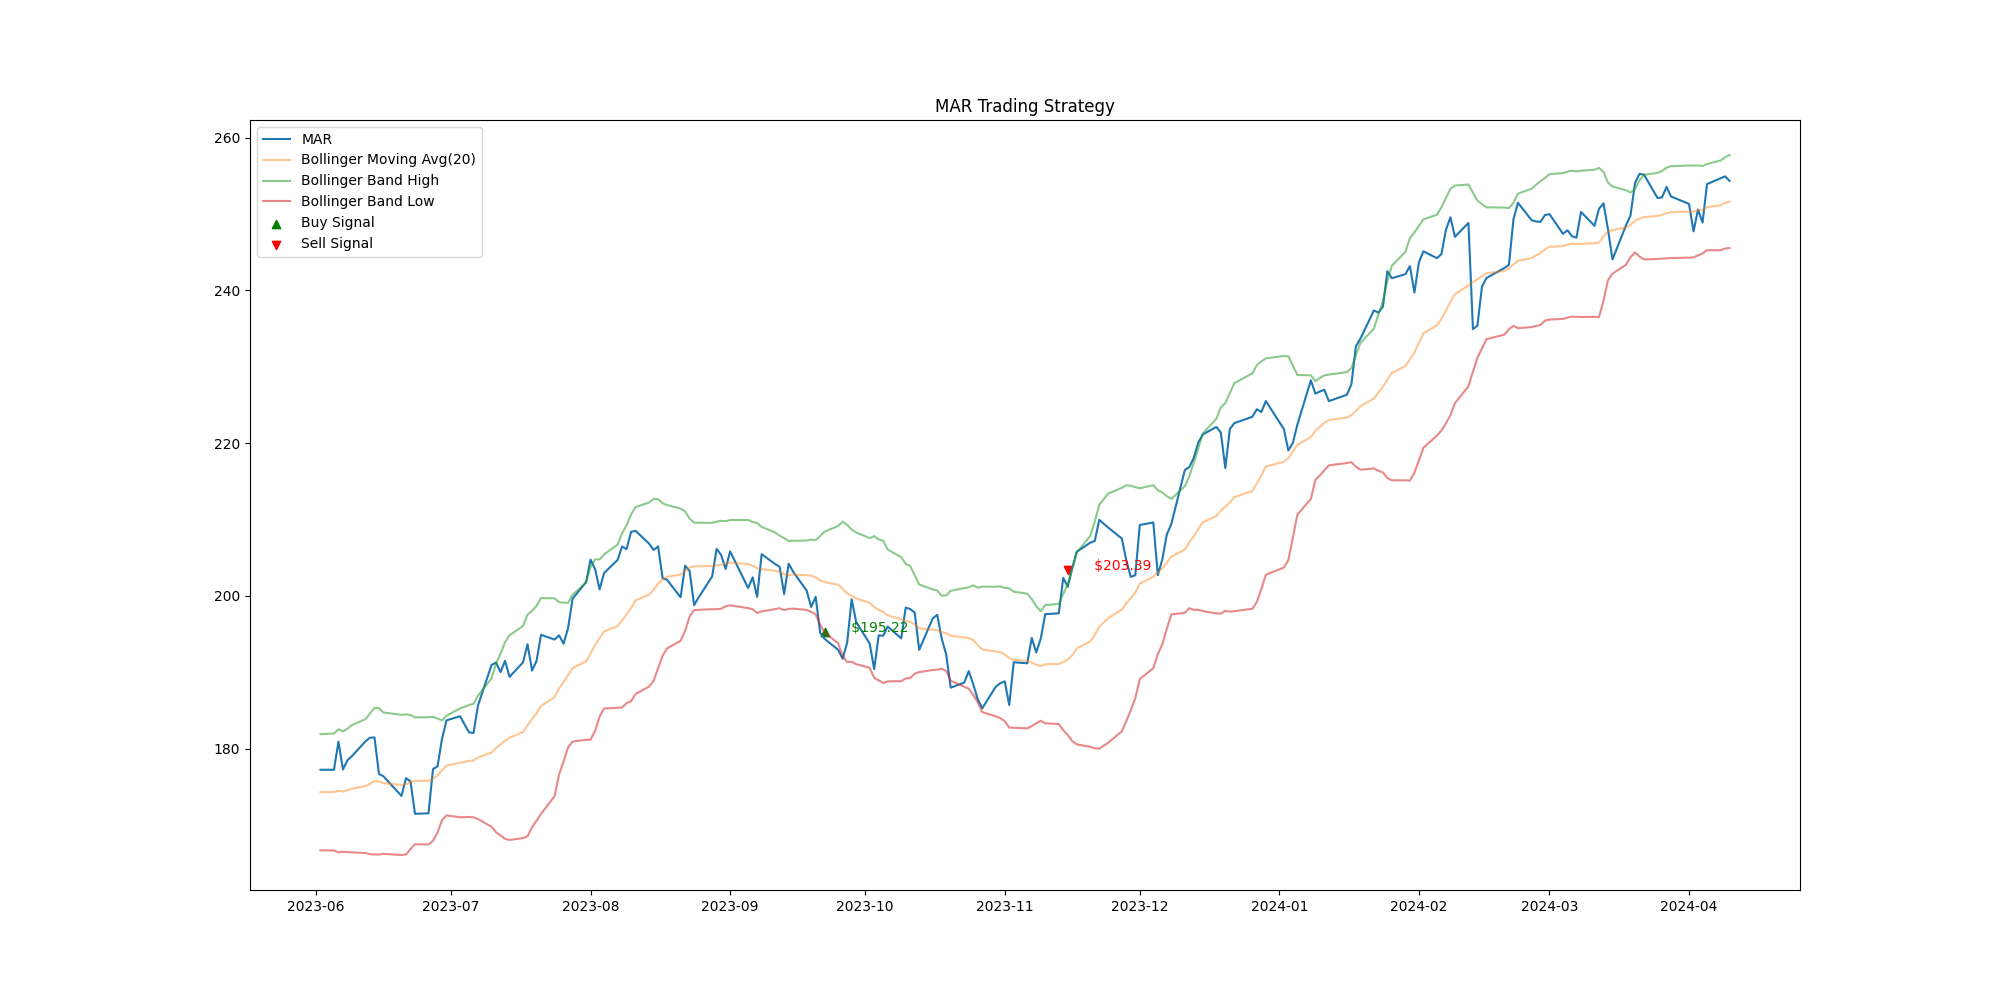 MAR Trading Strategy
260
240
220
200
180
MAR
Bollinger Moving Avg(20)
Bollinger Band High
Bollinger Band Low
Buy Signal
Sell Signal
$203.39
$195.22
2023-06 2023-07 2023-08 2023-09 2023-10 2023-11 2023-12 2024-01 2024-02 2024-03 2024-04